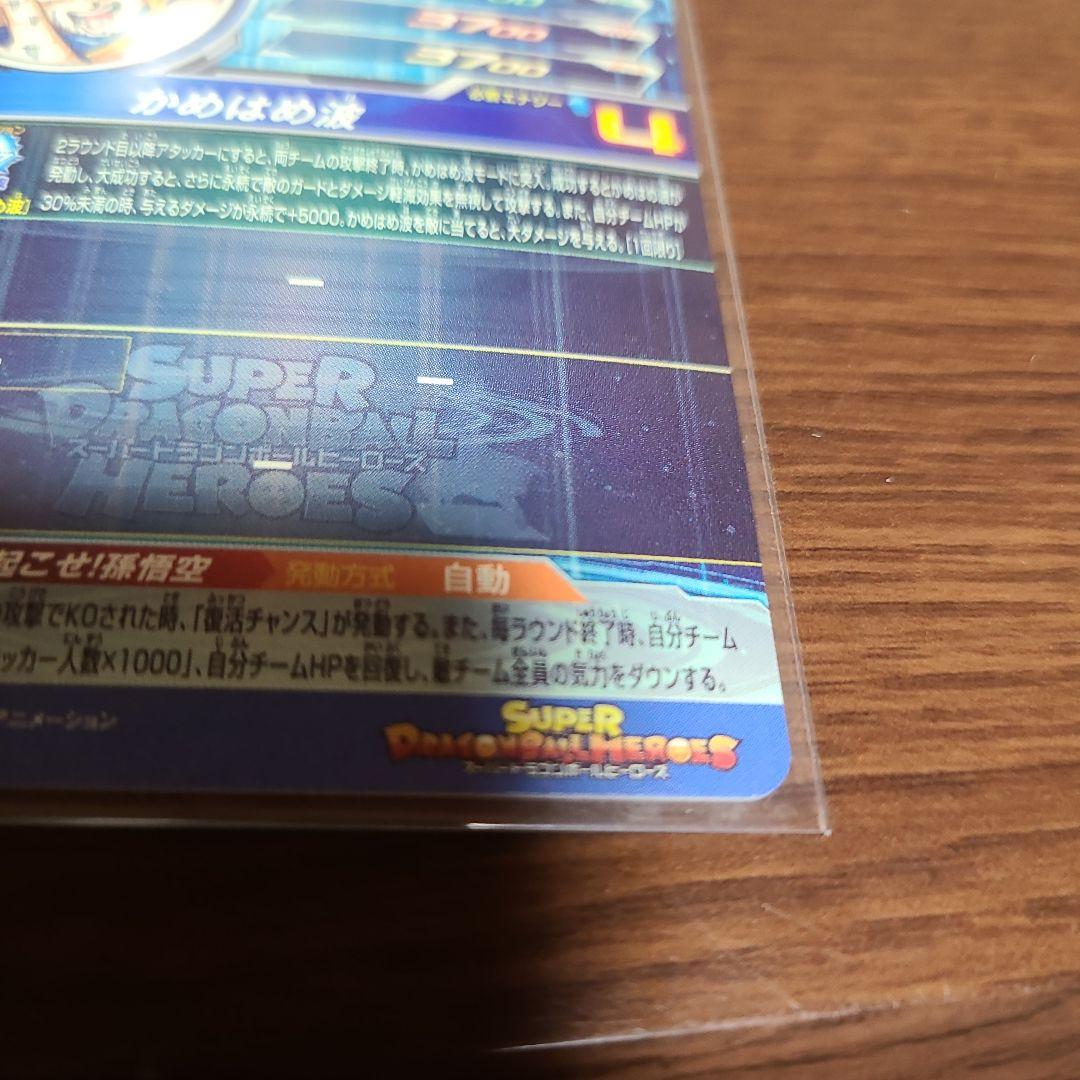 3700
3700
必殺エナジー
かめはめ波
4
2ラウンド目以降アタッカーにすると、両チームの攻撃終了時、かめはめ波モードに突入。成功するとかめはめ波が
発動し、大成功すると、さらに永続で敵のガードとダメージ軽減効果を無視して攻撃する。また、自分チームHPが
波】
30%未満の時、与えるダメージが永続で+5000。かめはめ波を敵に当てると、大ダメージを与える。[1回限り]
ー
ー
ー
SUPER
DRAGONBALL
スーパードラゴンボールヒーローズ
HEROES
起こせ!孫悟空
発動方式
自動
攻撃でKOされた時、「復活チャンス」が発動する。また、毎ラウンド終了時、自分チーム
ッカー人数×1000」、自分チームHPを回復し、敵チーム全員の気力をダウンする。
アニメーション
SUPER
DRAGONBALL HEROES
スーパードラゴンボールヒーローズ